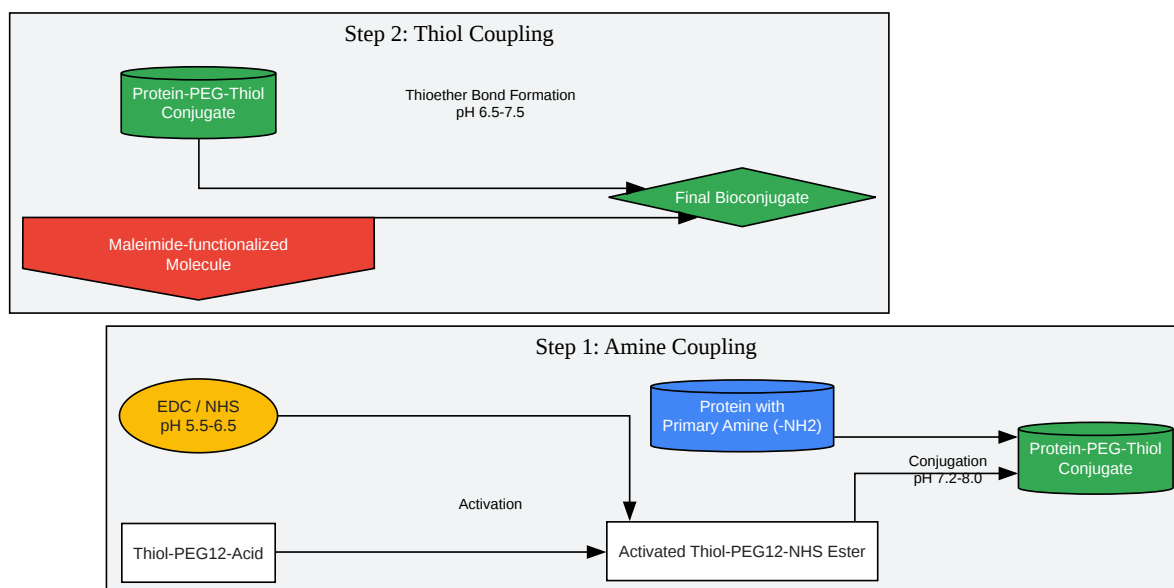 Step 2: Thiol Coupling
Protein-PEG-Thiol
Conjugate
Thioether Bond Formation
pH 6.5-7.5
Final Bioconjugate
Maleimide-functionalized
Molecule
Step 1: Amine Coupling
EDC / NHS
pH 5.5-6.5
Protein with
Primary Amine (-NH2)
Protein-PEG-Thiol
Conjugate
Conjugation
pH 7.2-8.0
Activation
Thiol-PEG12-Acid
Activated Thiol-PEG12-NHS Ester